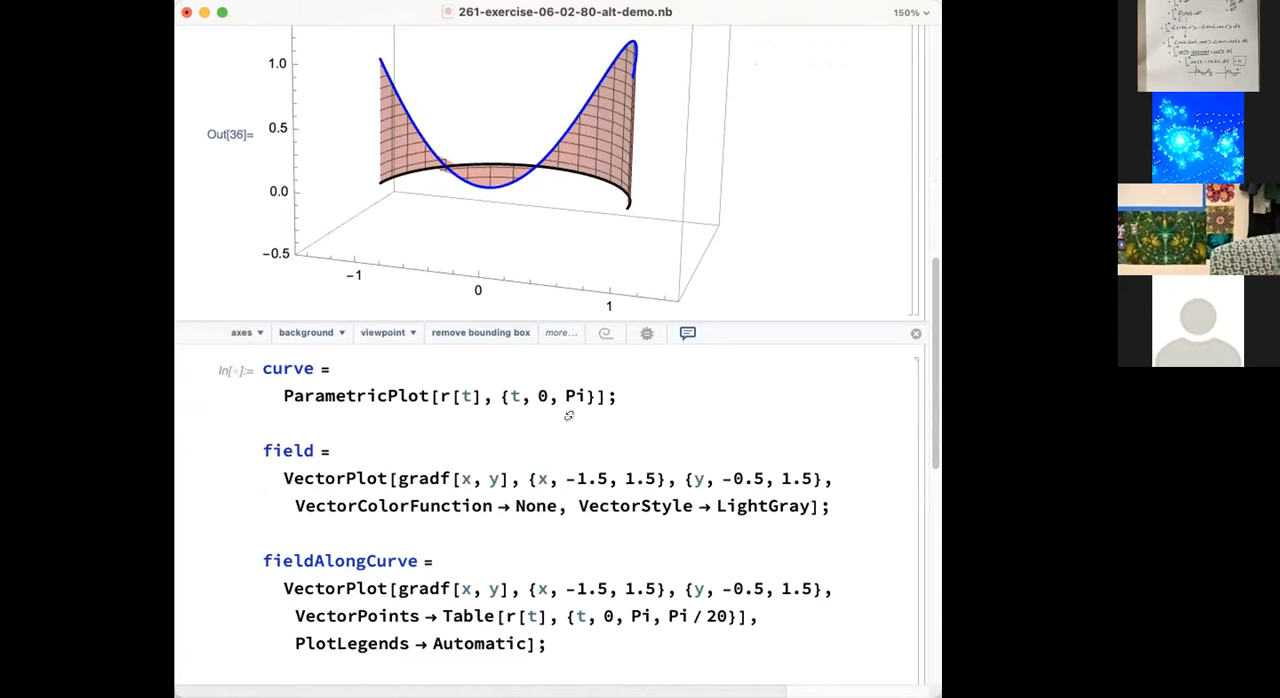 261-exercise-06-02-80-alt-demo.nb
150%
1.0
0.5
0.0
-0.5
-1
0
1
Out[36]=
axes
background
viewpoint
remove bounding box
more...
In[ ]:=
curve =
ParametricPlot[r[t], {t, 0, Pi}];
field =
VectorPlot[gradf[x, y], {x, -1.5, 1.5}, {y, -0.5, 1.5},
VectorColorFunction → None, VectorStyle → LightGray];
fieldAlongCurve =
VectorPlot[gradf[x, y], {x, -1.5, 1.5}, {y, -0.5, 1.5},
VectorPoints → Table[r[t], {t, 0, Pi, Pi / 20}],
PlotLegends → Automatic];